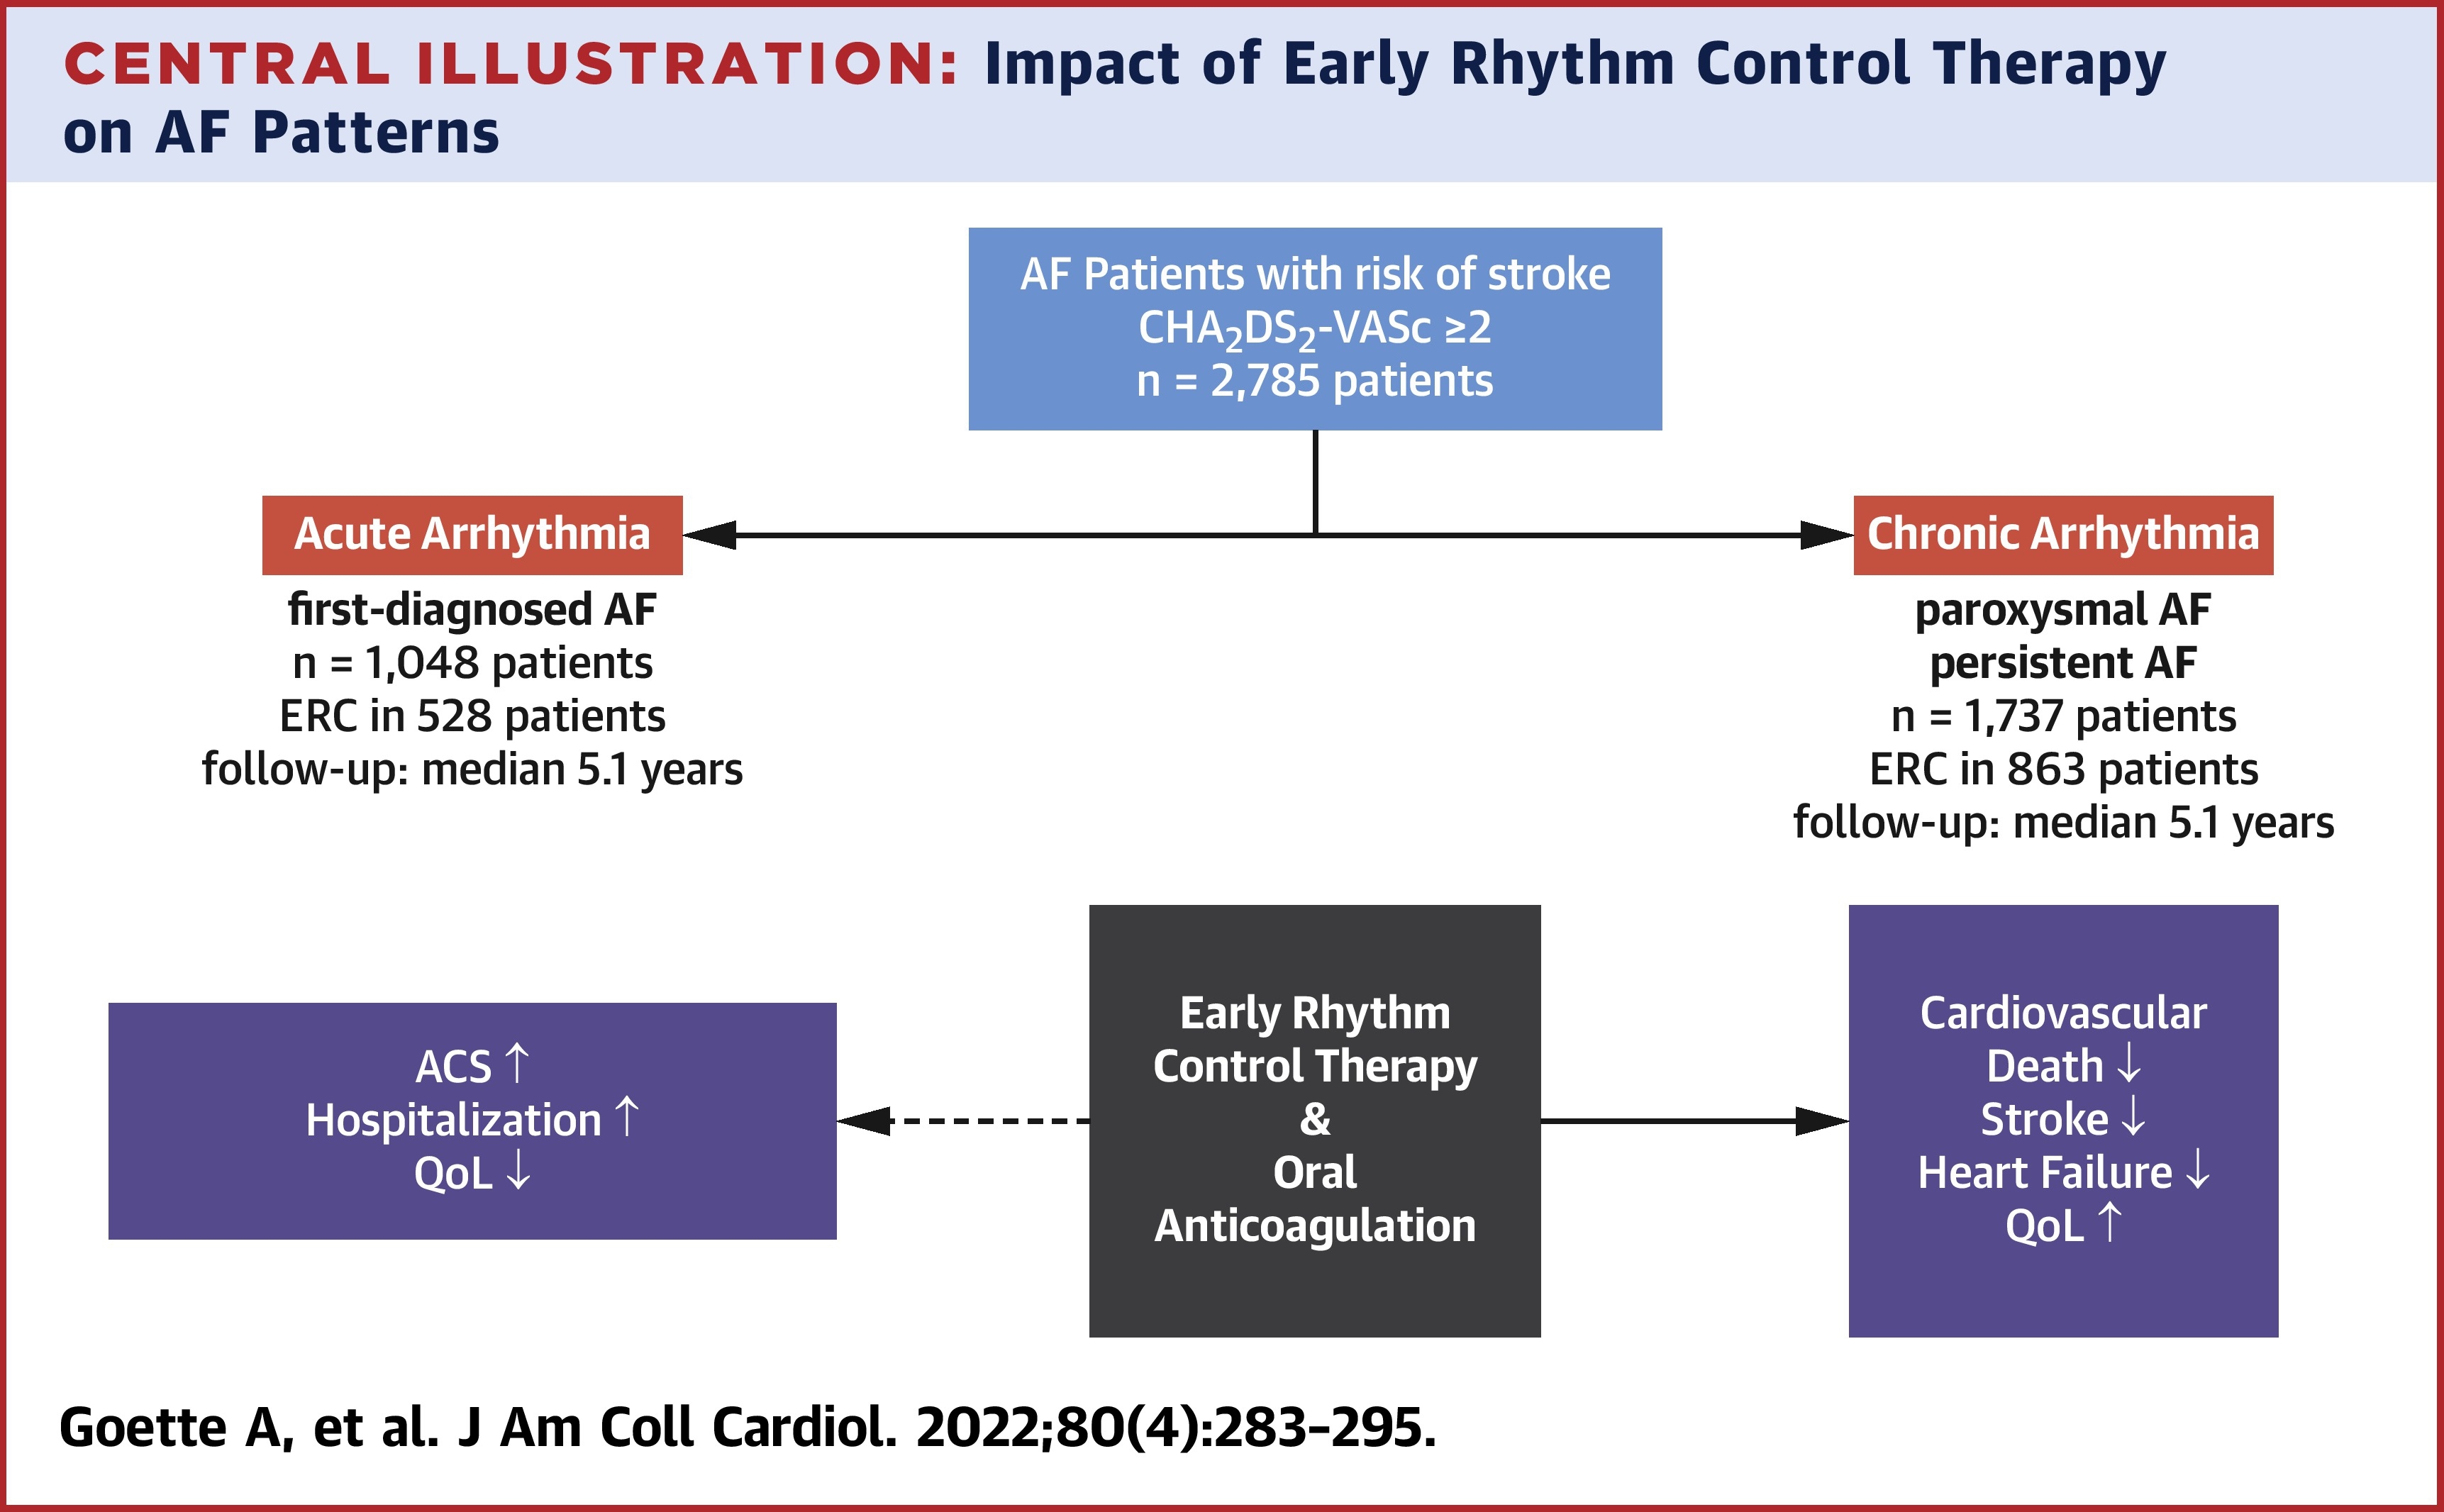 CENTRAL ILLUSTRATION: Impact of Early Rhythm Control Therapy
on AF Patterns
AF Patients with risk of stroke
CHA₂DS₂-VASc ≥2
n = 2,785 patients
Acute Arrhythmia
first-diagnosed AF
n = 1,048 patients
ERC in 528 patients
follow-up: median 5.1 years
Chronic Arrhythmia
paroxysmal AF
persistent AF
n = 1,737 patients
ERC in 863 patients
follow-up: median 5.1 years
ACS ↑
Hospitalization ↑
QoL ↓
Early Rhythm
Control Therapy
&
Oral
Anticoagulation
Cardiovascular
Death ↓
Stroke ↓
Heart Failure ↓
QoL ↑
Goette A, et al. J Am Coll Cardiol. 2022;80(4):283–295.